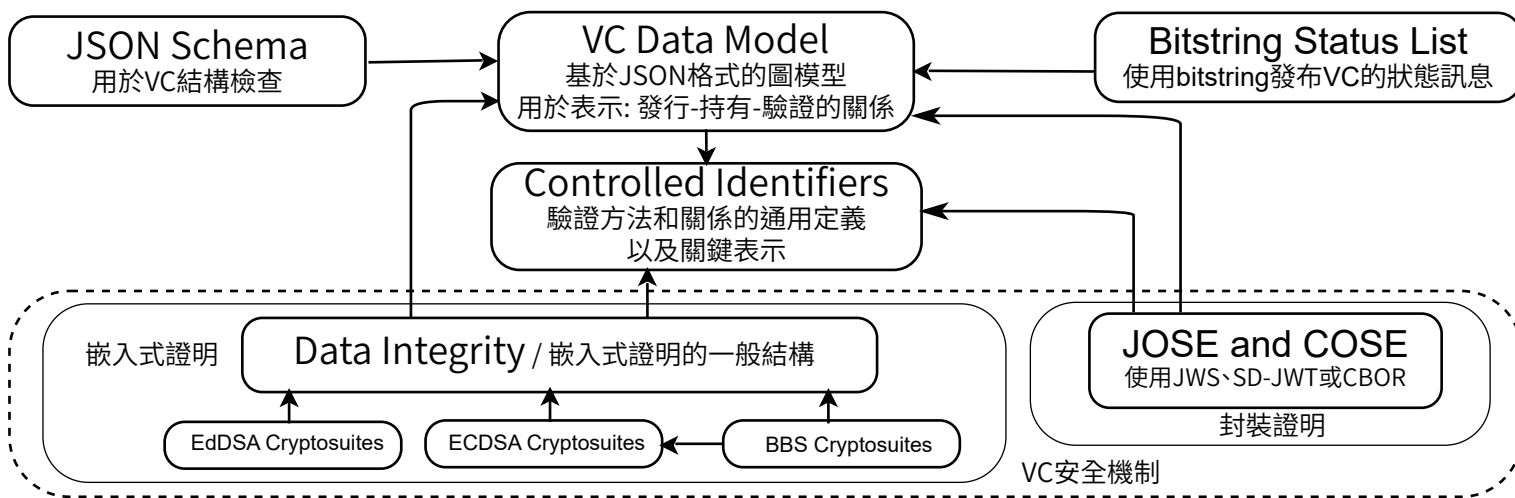 JSON Schema
用於VC結構檢查
VC Data Model
基於JSON格式的圖模型
用於表示: 發行-持有-驗證的關係
Bitstring Status List
使用bitstring發布VC的狀態訊息
Controlled Identifiers
驗證方法和關係的通用定義
以及關鍵表示
嵌入式證明
Data Integrity / 嵌入式證明的一般結構
EdDSA Cryptosuites
ECDSA Cryptosuites
BBS Cryptosuites
JOSE and COSE
使用JWS、SD-JWT或CBOR
封裝證明
VC安全機制